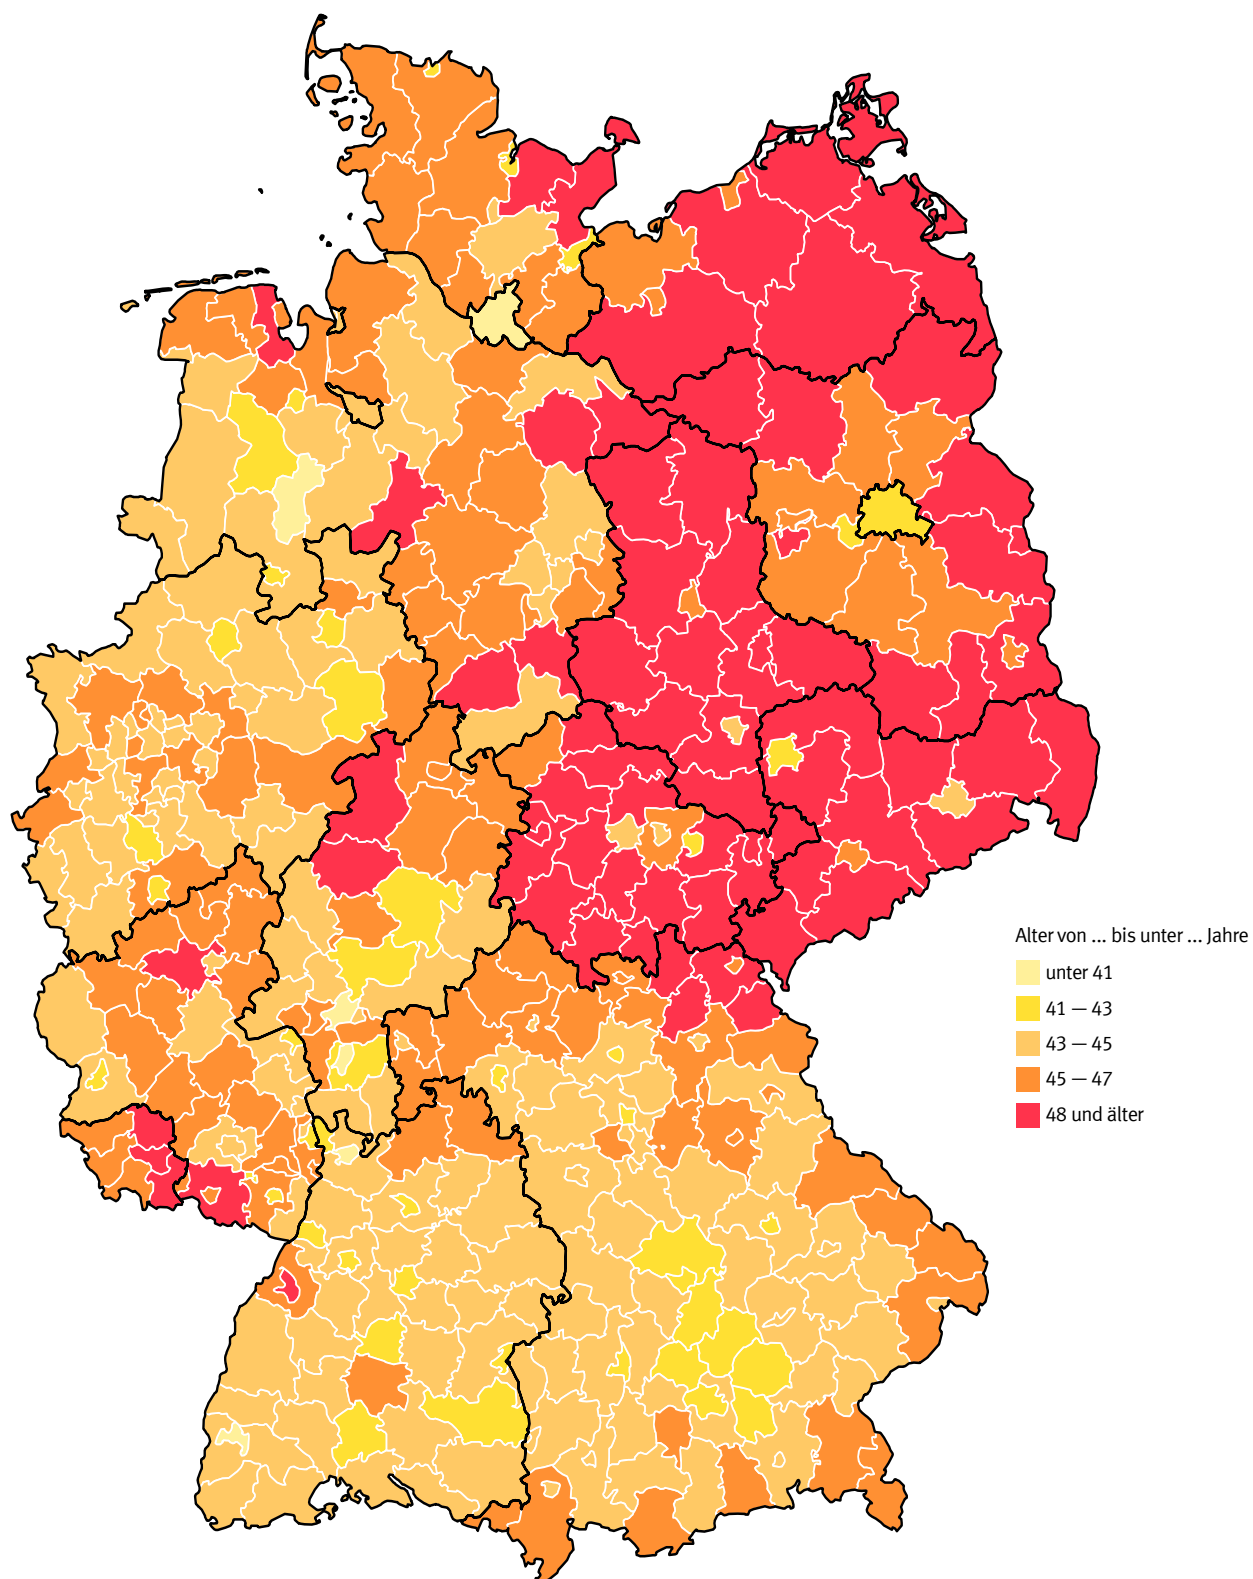 Alter von ... bis unter ... Jahre
unter 41
41 — 43
43 — 45
45 — 47
48 und älter